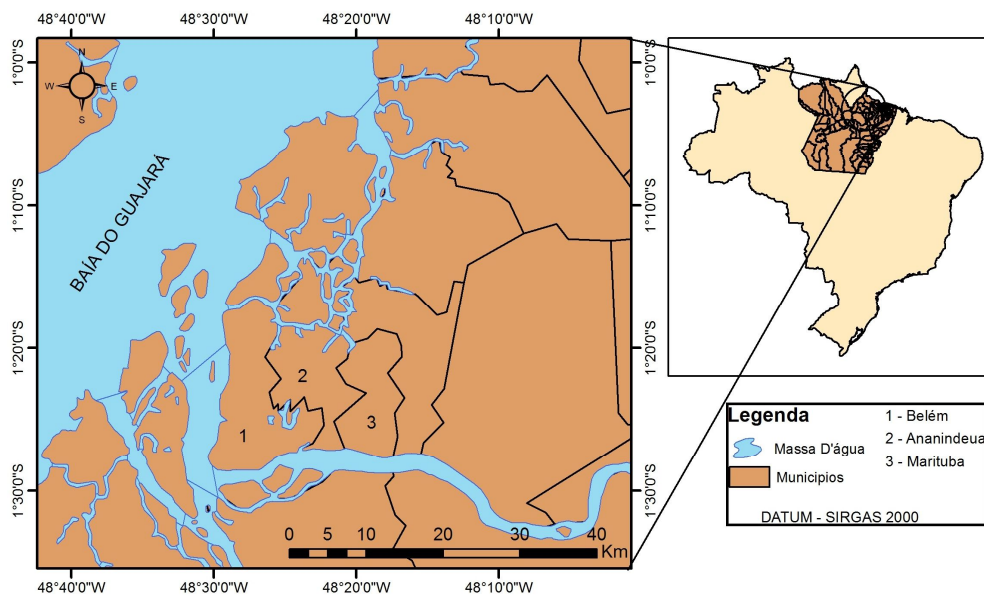 48°40'0"W 48°30'0"W 48°20'0"W 48°10'0"W
1°0'0"S 1°0'0"S
N
W E
S
BAÍA DO GUAJARÁ
1°10'0"S 1°10'0"S
1°20'0"S 1°20'0"S
2
3
1
1°30'0"S 1°30'0"S
0 5 10 20 30 40
Km
48°40'0"W 48°30'0"W 48°20'0"W 48°10'0"W
Legenda
Massa D'água
Municipios
1 - Belém
2 - Ananindeua
3 - Marituba
DATUM - SIRGAS 2000